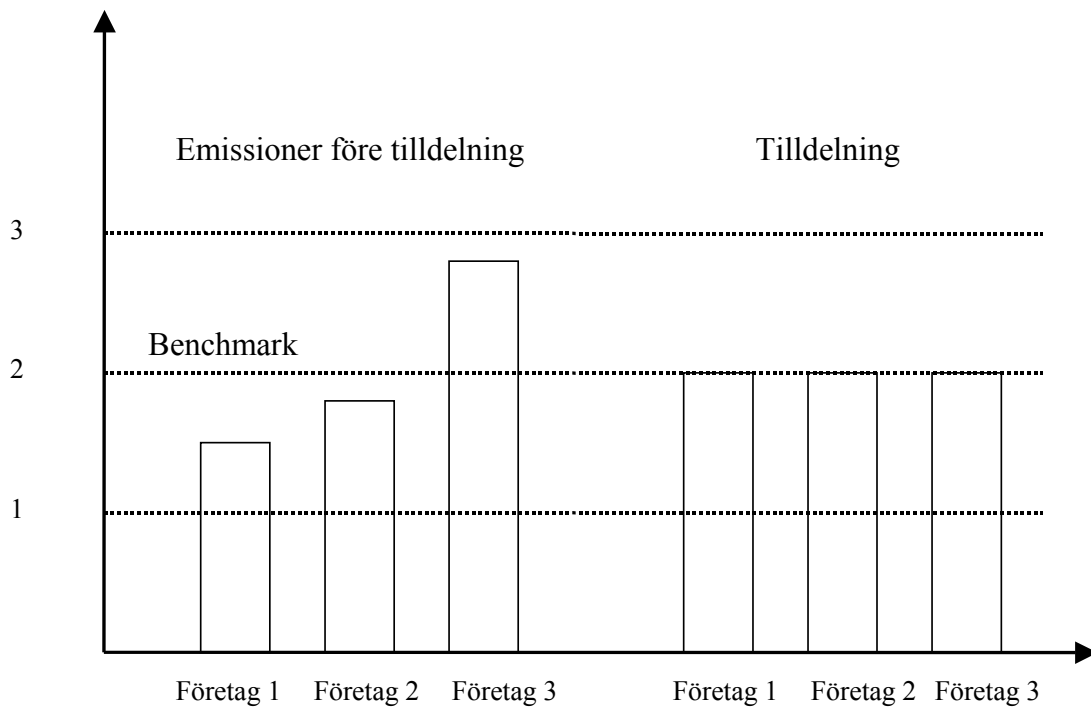 Emissioner före tilldelning
Tilldelning
3
Benchmark
2
1
Företag 1 Företag 2 Företag 3 Företag 1 Företag 2 Företag 3